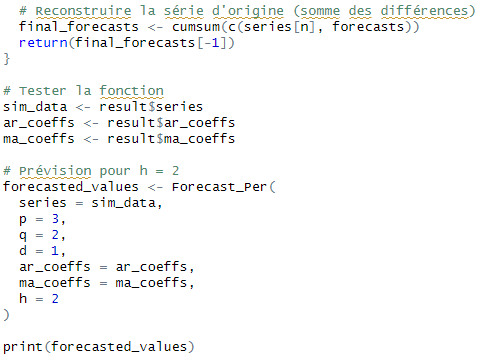 # Reconstruire la série d'origine (somme des différences)
  final_forecasts <- cumsum(c(series[n], forecasts))
  return(final_forecasts[-1])
}
# Tester la fonction
sim_data <- result$series
ar_coeffs <- result$ar_coeffs
ma_coeffs <- result$ma_coeffs
# Prévision pour h = 2
forecasted_values <- Forecast_Per(
  series = sim_data,
  p = 3,
  q = 2,
  d = 1,
  ar_coeffs = ar_coeffs,
  ma_coeffs = ma_coeffs,
  h = 2
)
print(forecasted_values)